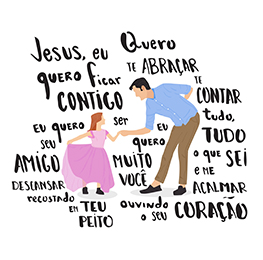 Jesus, eu
quero ficar
CONTIGO
eu quero ser
seu
AMIGO
DESCANSAR
recostado
em TEU
PEITO
Quero
TE ABRAÇAR
TE
CONTAR
tudo,
TUDO
o que SEI
e me
ACALMAR
ouvindo
o seu CORAÇÃO
eu
quero
MUITO
VOCÊ